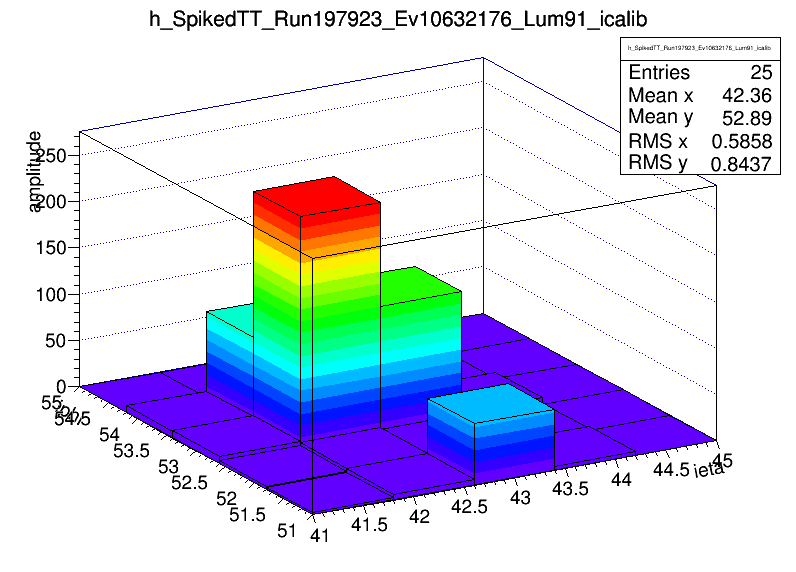 h_SpikedTT_Run197923_Ev10632176_Lum91_icalib
h_SpikedTT_Run197923_Ev10632176_Lum91_icalib
Entries 25
Mean x 42.36
Mean y 52.89
RMS x 0.5858
RMS y 0.8437
amplitude
250
200
150
100
50
0
55
54.5
54
53.5
53
52.5
52
51.5
51
41
41.5
42
42.5
43
43.5
44
44.5
45
ieta